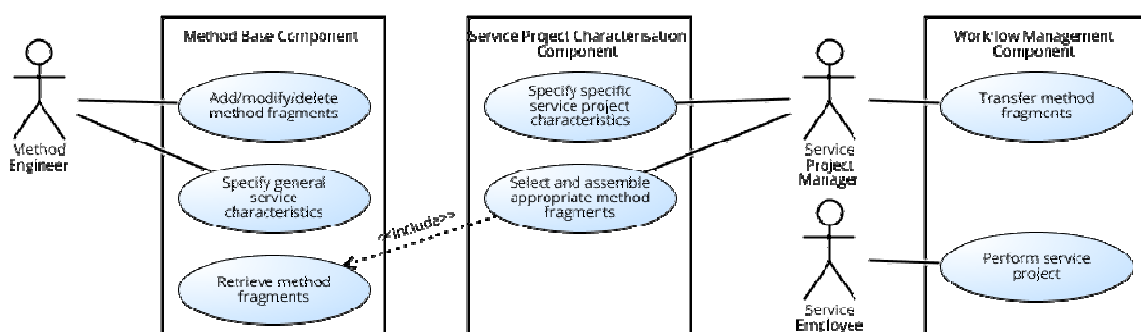 Method Base Component
Service Project Characterisation
Component
Workflow Management
Component
Add/modify/delete
method fragments
Specify specific
service project
characteristics
Transfer method
fragments
Method
Engineer
Service
Project
Manager
Specify general
service
characteristics
Select and assemble
appropriate method
fragments
<<include>>
Retrieve method
fragments
Perform service
project
Service
Employee